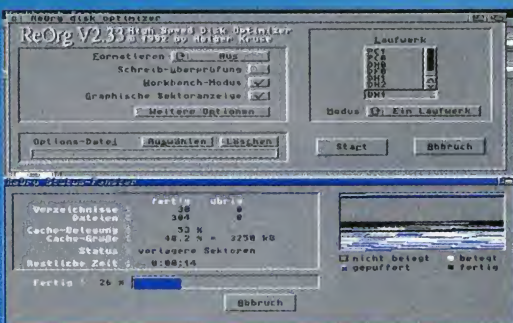 ReOrg disk optimizer
ReOrg V2.33 High Speed Disk Optimizer
© 1992 by Holger Kruse
Formatieren Aus
Schreib-Überprüfung
Workbench-Modus
Graphische Sektoranzeige
Weitere Optionen
Options-Datei Auswählen Löschen
Laufwerk
PC1
PC0
DH0
DF0
DH1
DH2
DH1
Modus Ein Laufwerk
Start Abbruch
ReOrg Status-Fenster
fertig übrig
Verzeichnisse 30 0
Dateien 304 0
Cache-Belegung 53 %
Cache-Größe 40.2 % = 3250 kB
Status verlagere Sektoren
Restliche Zeit 0:00:14
Fertig : 26 %
nicht belegt belegt
gepuffert fertig
Abbruch